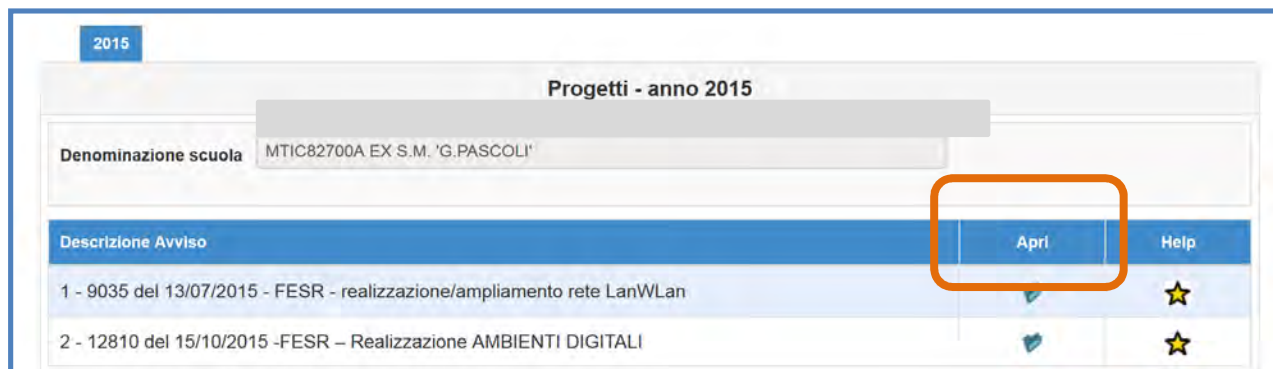 2015
Progetti - anno 2015
Denominazione scuola MTIC82700A EX S.M. 'G.PASCOLI'
Descrizione Avviso Apri Help
1 - 9035 del 13/07/2015 - FESR - realizzazione/ampliamento rete LanWLan
2 - 12810 del 15/10/2015 -FESR – Realizzazione AMBIENTI DIGITALI